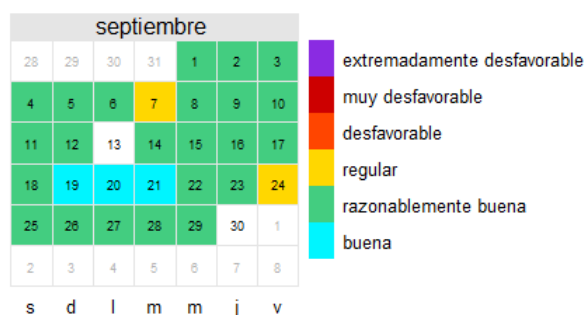 septiembre
28 29 30 31 1 2 3
4 5 6 7 8 9 10
11 12 13 14 15 16 17
18 19 20 21 22 23 24
25 26 27 28 29 30 1
2 3 4 5 6 7 8
s d l m m j v
extremadamente desfavorable
muy desfavorable
desfavorable
regular
razonablemente buena
buena